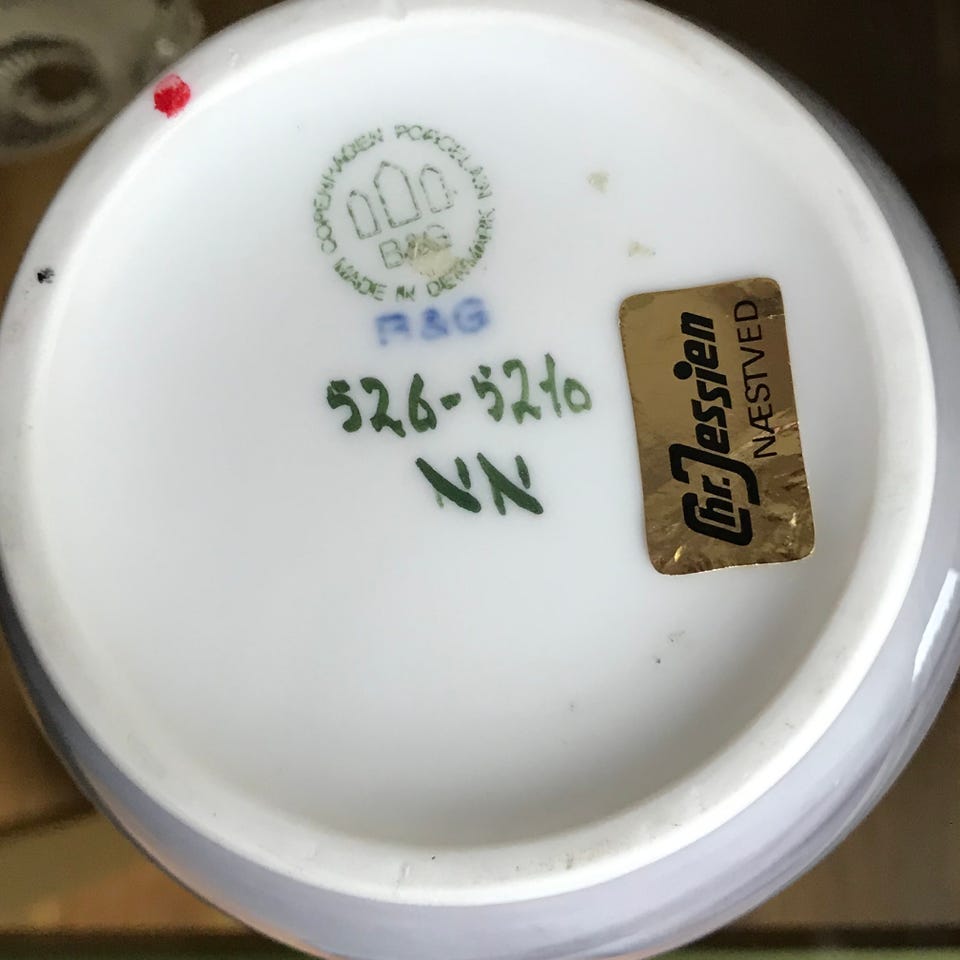 COPENHAGEN PORCELAIN
B&G
MADE IN DENMARK
B&G
526-5210
NN
Chr. Jessien
NÆSTVED